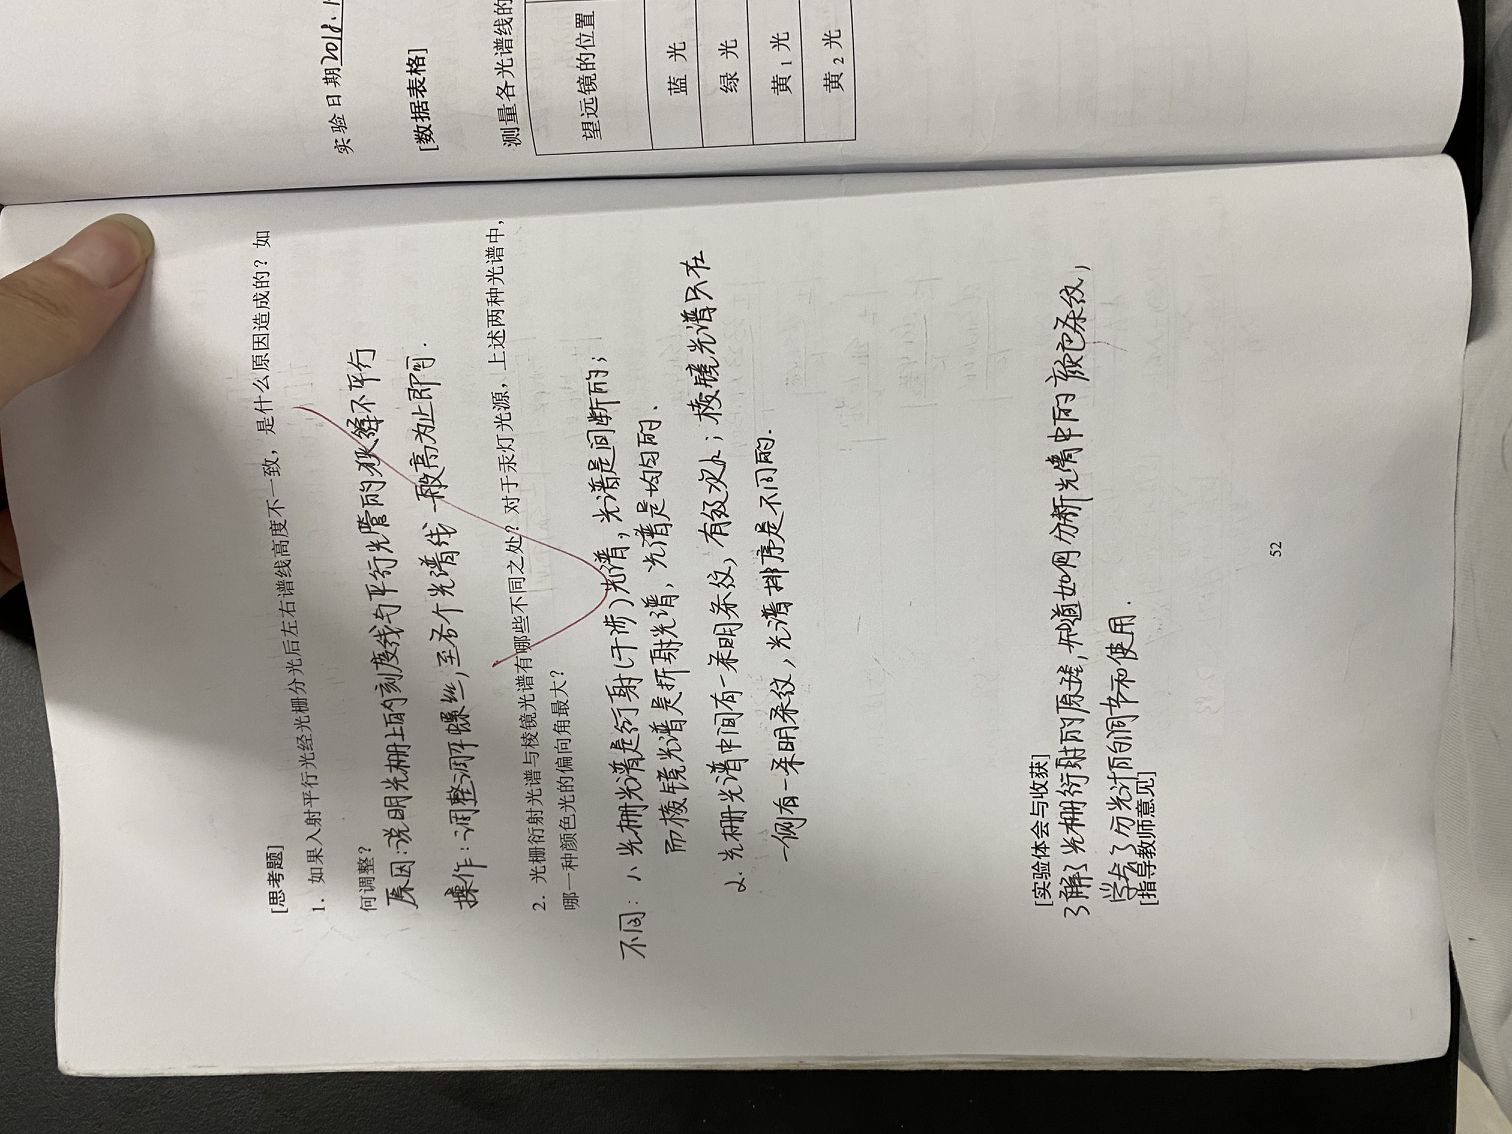 [思考题]
1．如果入射平行光经光栅分光后左右谱线高度不一致，是什么原因造成的？如
何调整？
原因:说明光栅上的刻度线与平行光管的狭缝不平行
操作:调整调平螺丝,至各个光谱线一般高为止即可.
2．光栅衍射光谱与棱镜光谱有哪些不同之处？对于汞灯光源，上述两种光谱中，
哪一种颜色光的偏向角最大？
不同: 1、光栅光谱是衍射(干涉)光谱,光谱是间断的;
而棱镜光谱是折射光谱,光谱是均匀的.
2.光栅光谱中间有一条明条纹,有级次;棱镜光谱只在
一侧有一条明条纹,光谱排序是不同的.
[实验体会与收获]
了解了光栅衍射的原理,知道如何分析光谱中的颜色条纹,
学会了分光计的调节和使用.
[指导教师意见]
52
实验日期2018.1
[数据表格]
测量各光谱线的
望远镜的位置
蓝 光
绿 光
黄1光
黄2光